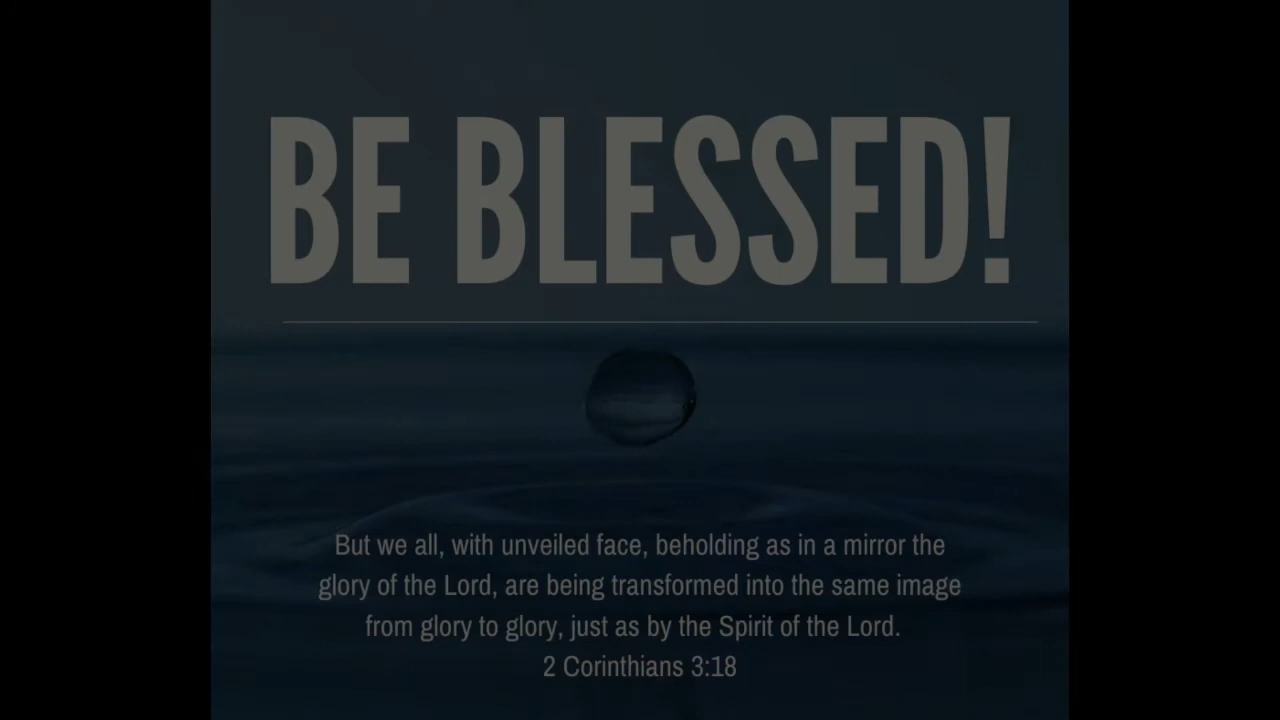 BE BLESSED!
But we all, with unveiled face, beholding as in a mirror the
glory of the Lord, are being transformed into the same image
from glory to glory, just as by the Spirit of the Lord.
2 Corinthians 3:18